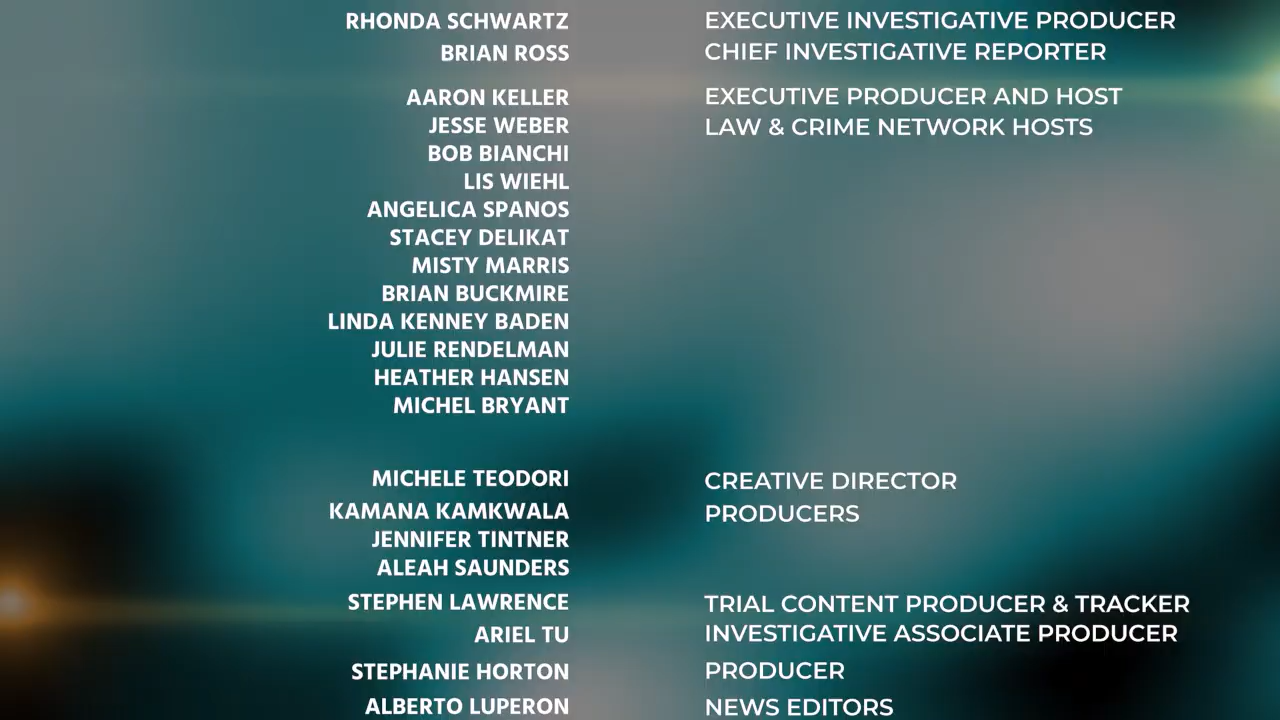 RHONDA SCHWARTZ EXECUTIVE INVESTIGATIVE PRODUCER
BRIAN ROSS CHIEF INVESTIGATIVE REPORTER
AARON KELLER EXECUTIVE PRODUCER AND HOST
JESSE WEBER LAW & CRIME NETWORK HOSTS
BOB BIANCHI
LIS WIEHL
ANGELICA SPANOS
STACEY DELIKAT
MISTY MARRIS
BRIAN BUCKMIRE
LINDA KENNEY BADEN
JULIE RENDELMAN
HEATHER HANSEN
MICHEL BRYANT
MICHELE TEODORI CREATIVE DIRECTOR
KAMANA KAMKWALA PRODUCERS
JENNIFER TINTNER
ALEAH SAUNDERS
STEPHEN LAWRENCE TRIAL CONTENT PRODUCER & TRACKER
ARIEL TU INVESTIGATIVE ASSOCIATE PRODUCER
STEPHANIE HORTON PRODUCER
ALBERTO LUPERON NEWS EDITORS